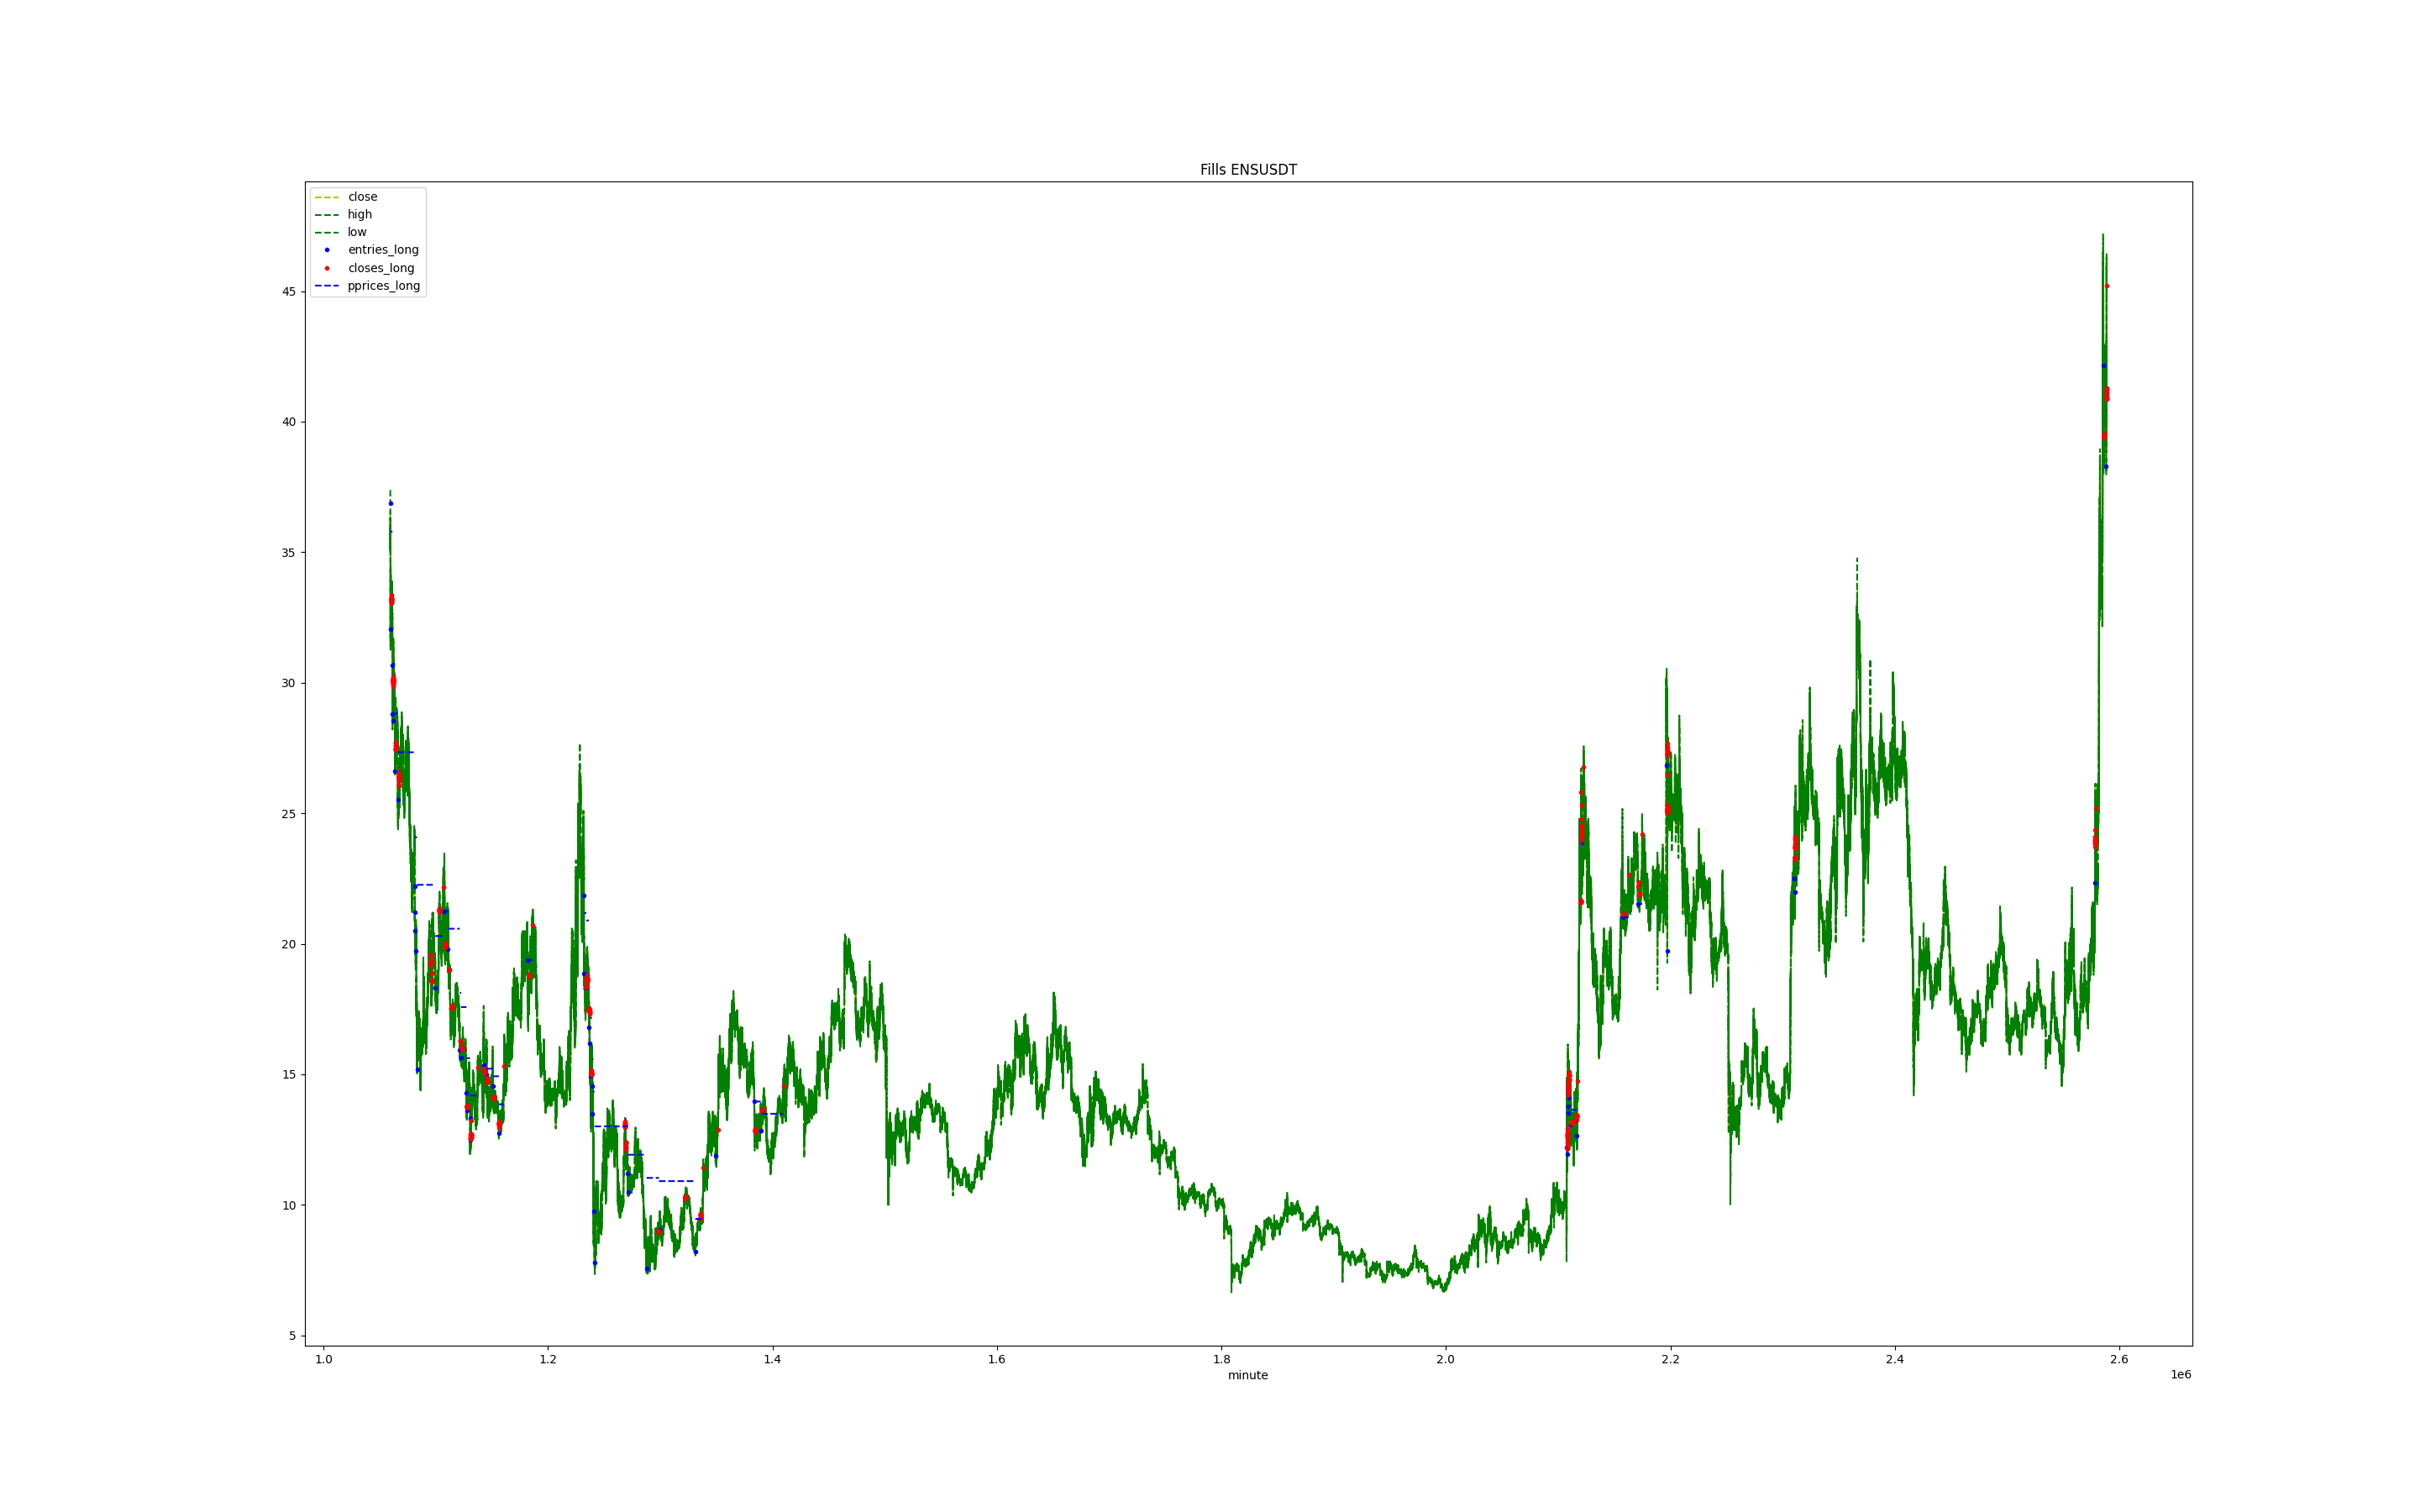 Fills ENSUSDT
close
high
low
entries_long
closes_long
pprices_long
45
40
35
30
25
20
15
10
5
1.0 1.2 1.4 1.6 1.8 2.0 2.2 2.4 2.6
minute
1e6